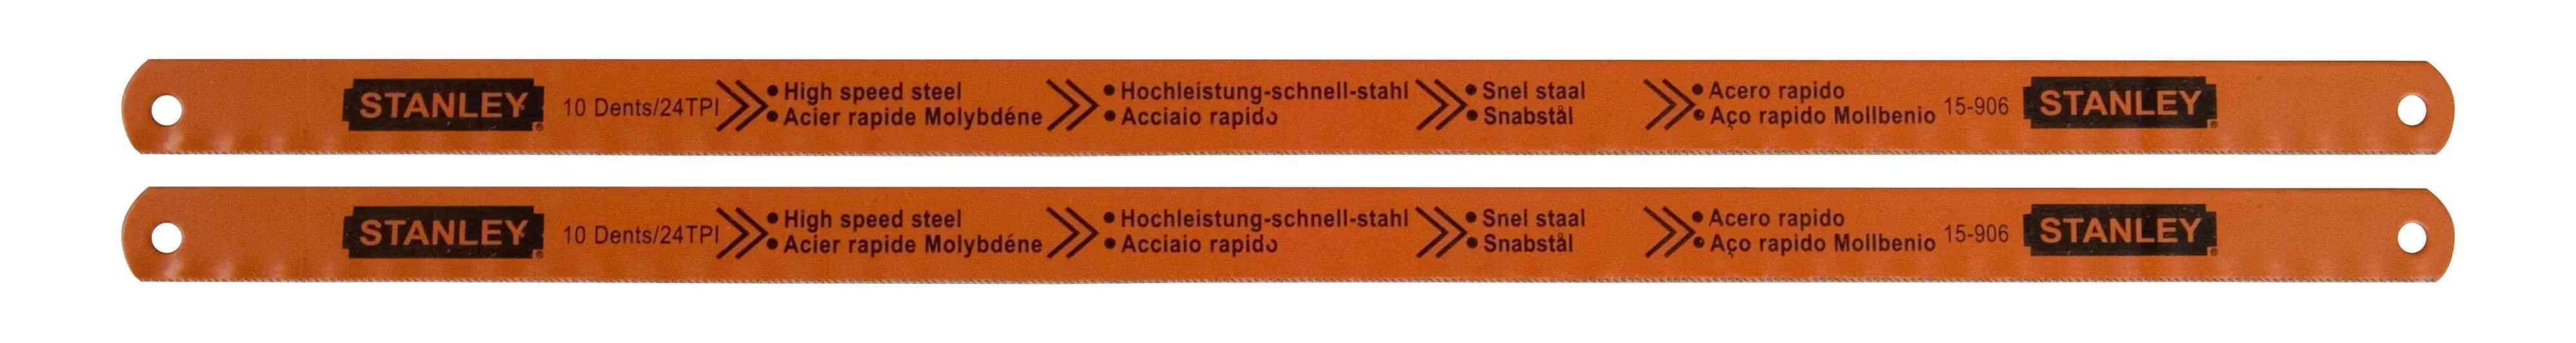 STANLEY® 10 Dents/24TPI
• High speed steel
• Acier rapide Molybdéne
• Hochleistung-schnell-stahl
• Acciaio rapido
• Snel staal
• Snabstål
• Acero rapido
• Aço rapido Mollbenio
15-906 STANLEY®
STANLEY® 10 Dents/24TPI
• High speed steel
• Acier rapide Molybdéne
• Hochleistung-schnell-stahl
• Acciaio rapido
• Snel staal
• Snabstål
• Acero rapido
• Aço rapido Mollbenio
15-906 STANLEY®